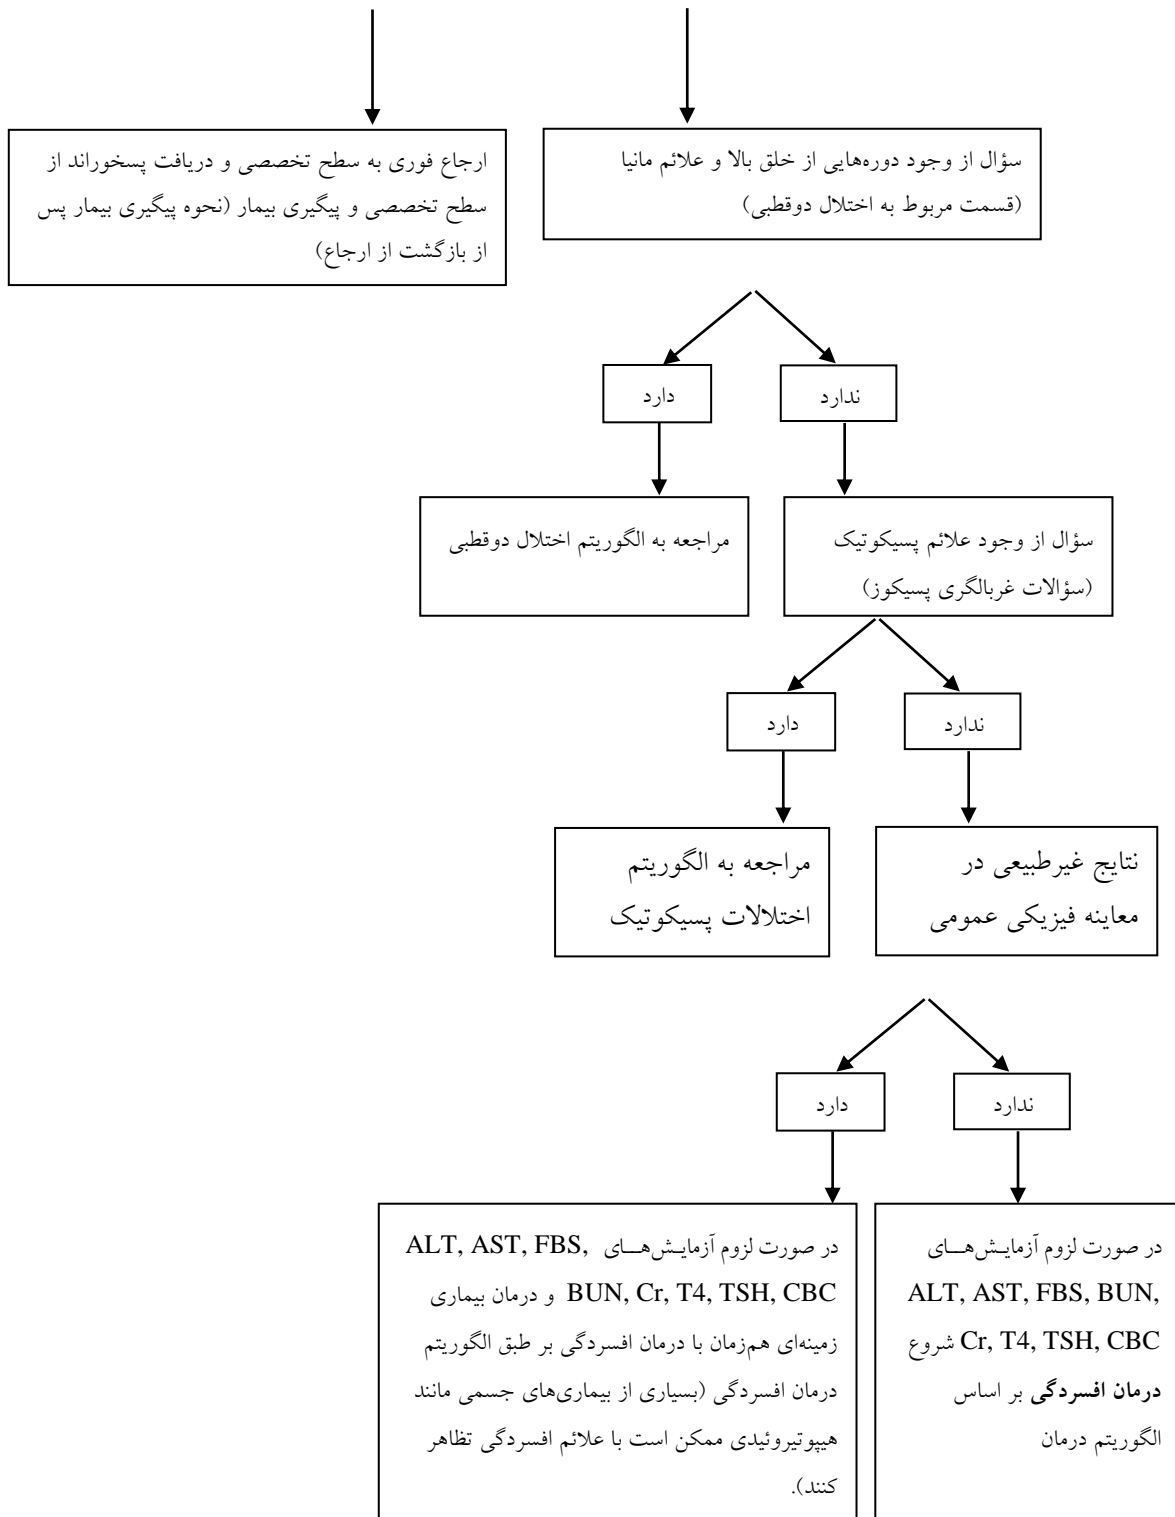 سؤال از وجود دوره‌هایی از خلق بالا و علائم مانیا
(قسمت مربوط به اختلال دوقطبی)
ارجاع فوری به سطح تخصصی و دریافت پسخوراند از
سطح تخصصی و پیگیری بیمار (نحوه پیگیری بیمار پس
از بازگشت از ارجاع)
ندارد
دارد
سؤال از وجود علائم پسیکوتیک
(سؤالات غربالگری پسیکوز)
مراجعه به الگوریتم اختلال دوقطبی
ندارد
دارد
نتایج غیرطبیعی در
معاینه فیزیکی عمومی
مراجعه به الگوریتم
اختلالات پسیکوتیک
ندارد
دارد
در صورت لزوم آزمایـش‌هـــای
ALT, AST, FBS, BUN,
Cr, T4, TSH, CBC شروع
درمان افسردگی بر اساس
الگوریتم درمان
در صورت لزوم آزمایـش‌هـــای ALT, AST, FBS,
BUN, Cr, T4, TSH, CBC و درمان بیماری
زمینه‌ای هم‌زمان با درمان افسردگی بر طبق الگوریتم
درمان افسردگی (بسیاری از بیماری‌های جسمی مانند
هیپوتیروئیدی ممکن است با علائم افسردگی تظاهر
کنند).